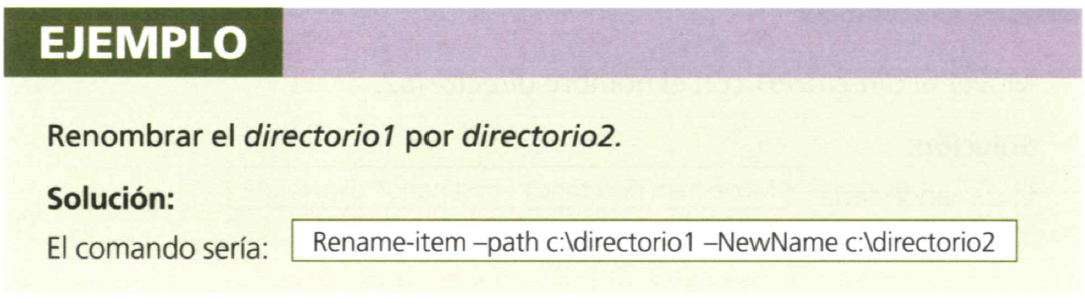 EJEMPLO
Renombrar el directorio1 por directorio2.
Solución:
El comando sería: Rename-item –path c:\directorio1 –NewName c:\directorio2